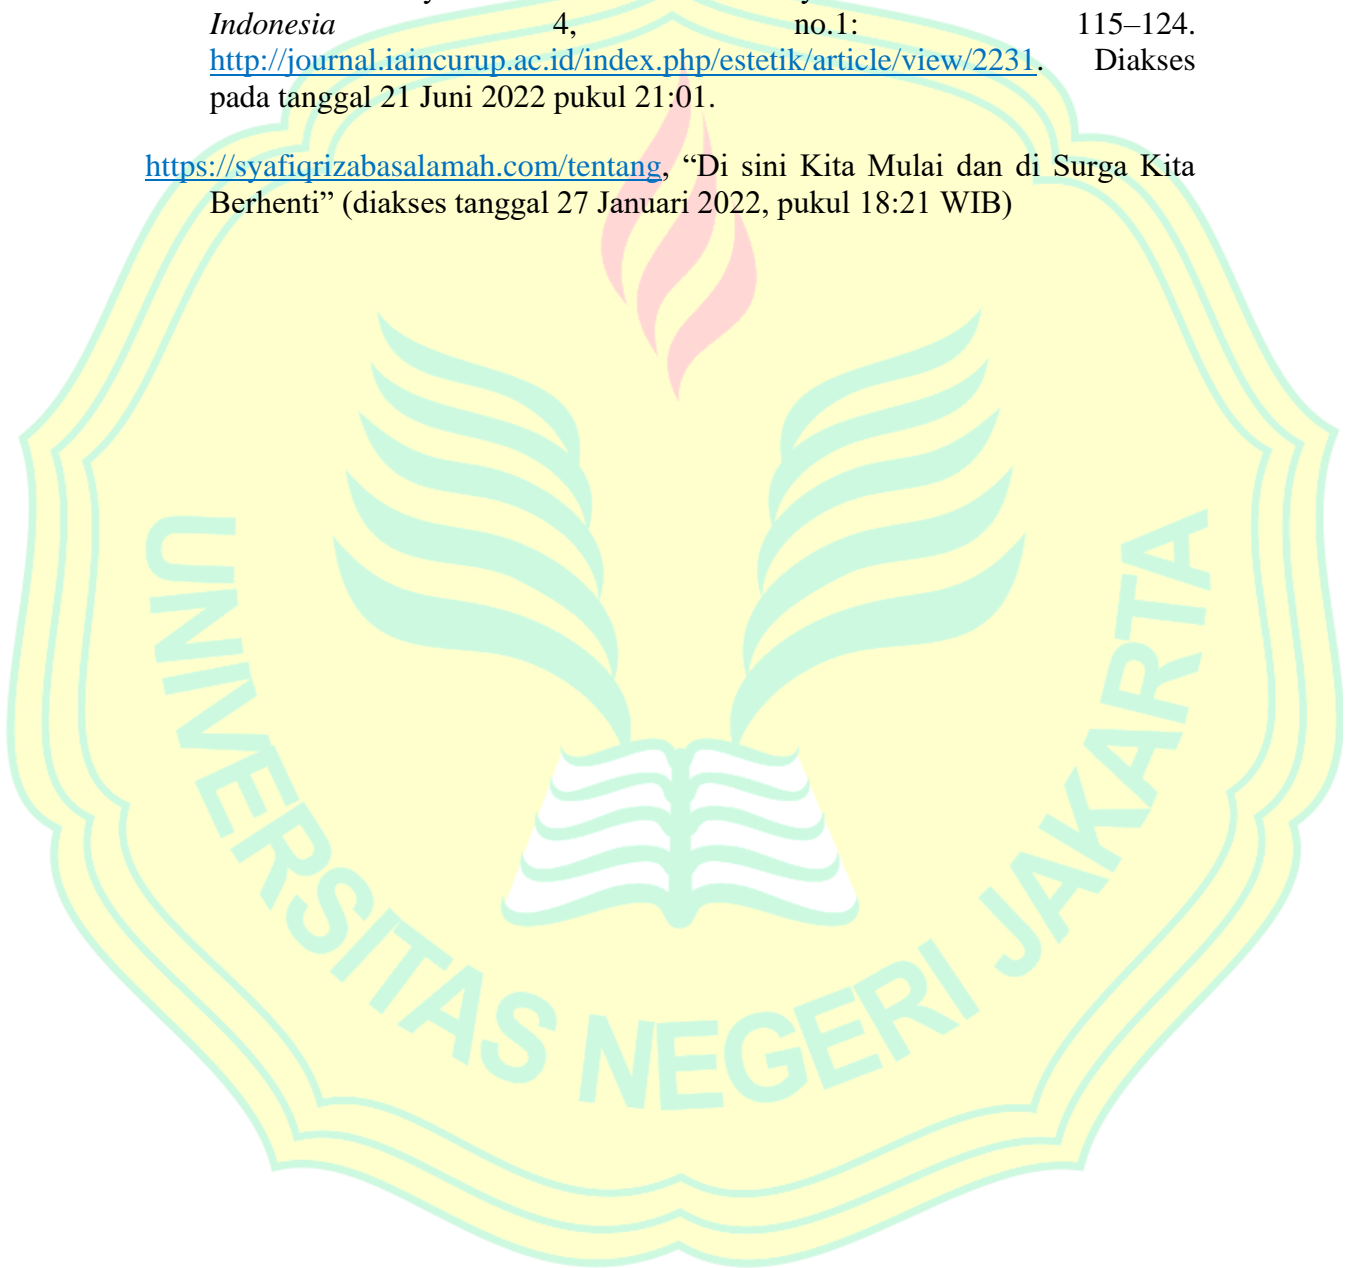 Indonesia 4, no.1: 115–124.
http://journal.iaincurup.ac.id/index.php/estetik/article/view/2231. Diakses
pada tanggal 21 Juni 2022 pukul 21:01.
https://syafiqrizabasalamah.com/tentang, “Di sini Kita Mulai dan di Surga Kita
Berhenti” (diakses tanggal 27 Januari 2022, pukul 18:21 WIB)
UNIVERSITAS NEGERI JAKARTA